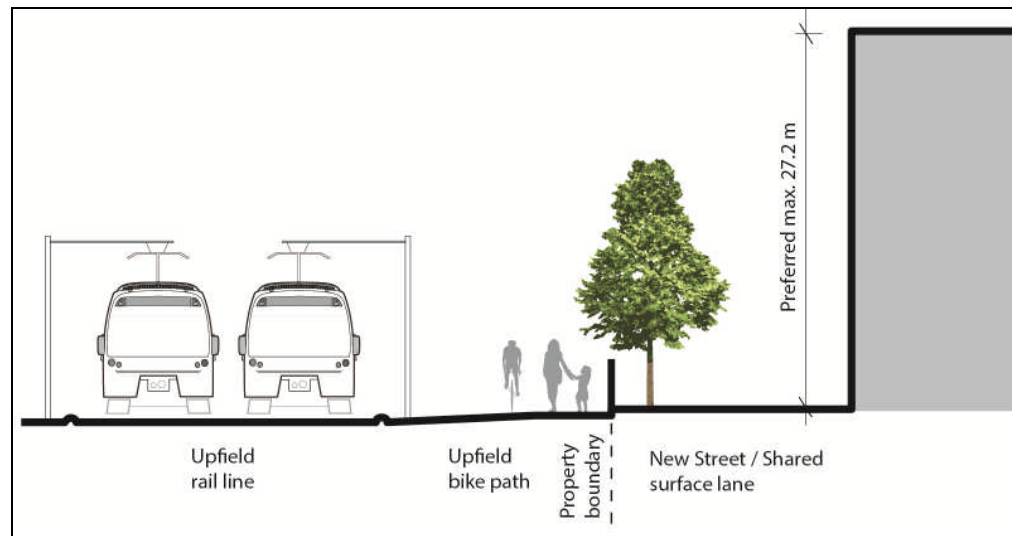 Preferred max. 27.2 m
Upfield
rail line
Upfield
bike path
Property
boundary
New Street / Shared
surface lane